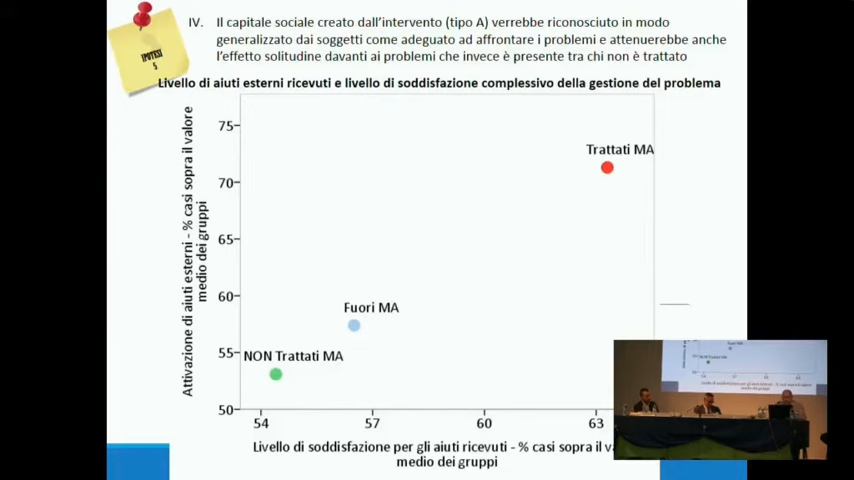 IV. Il capitale sociale creato dall'intervento (tipo A) verrebbe riconosciuto in modo
generalizzato dai soggetti come adeguato ad affrontare i problemi e attenuerebbe anche
l'effetto solitudine davanti ai problemi che invece è presente tra chi non è trattato
IPOTESI
5
Livello di aiuti esterni ricevuti e livello di soddisfazione complessivo della gestione del problema
Attivazione di aiuti esterni - % casi sopra il valore
medio dei gruppi
75
70
65
60
55
50
Trattati MA
Fuori MA
NON Trattati MA
54
57
60
63
Livello di soddisfazione per gli aiuti ricevuti - % casi sopra il
medio dei gruppi